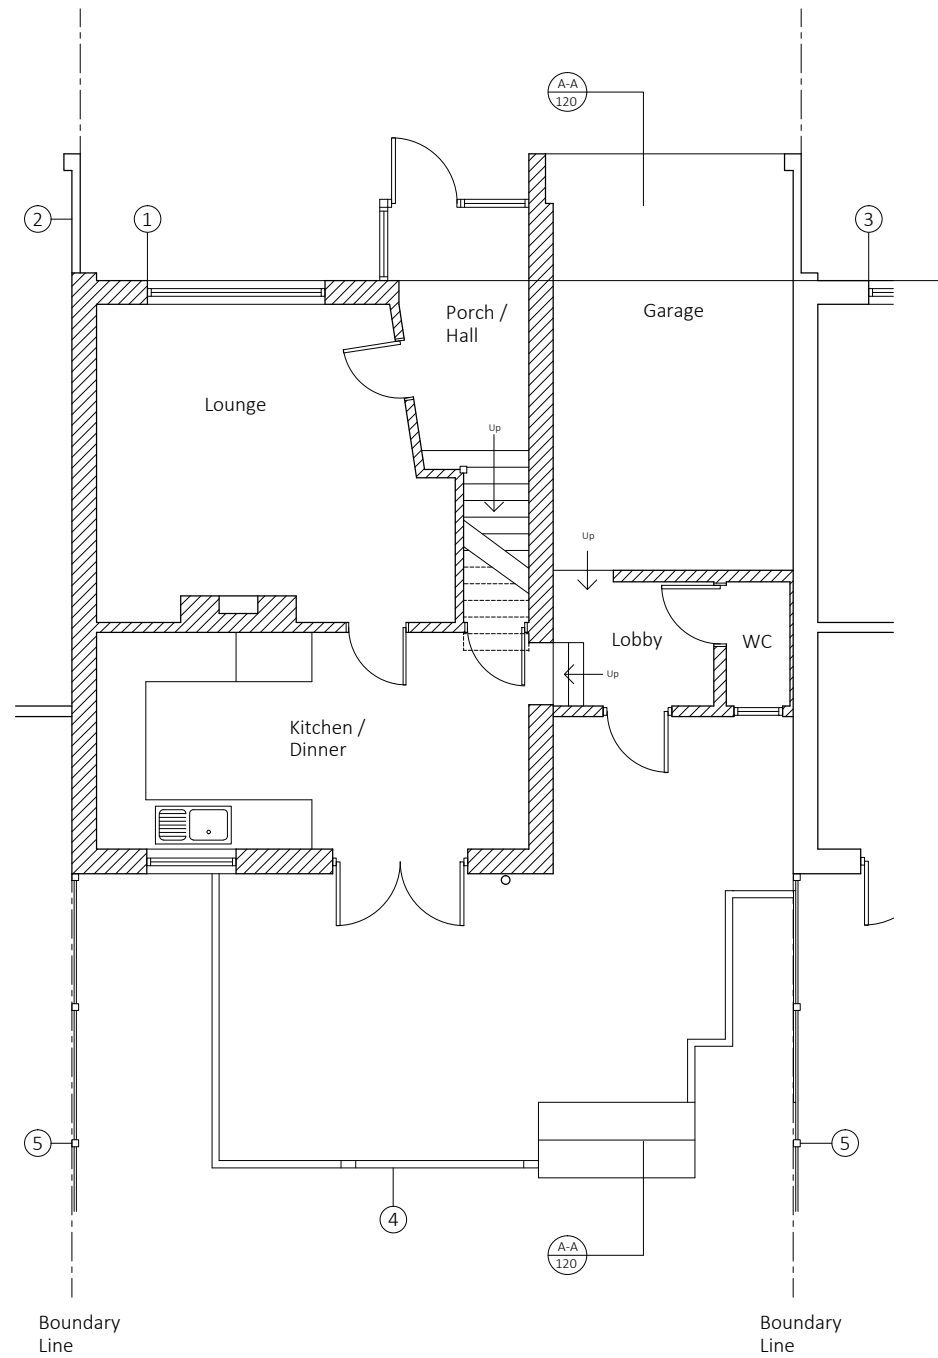 A-A
120
2
1
3
Porch /
Hall
Garage
Lounge
Up
Up
Lobby
WC
Up
Kitchen /
Dinner
5
5
4
A-A
120
Boundary
Line
Boundary
Line